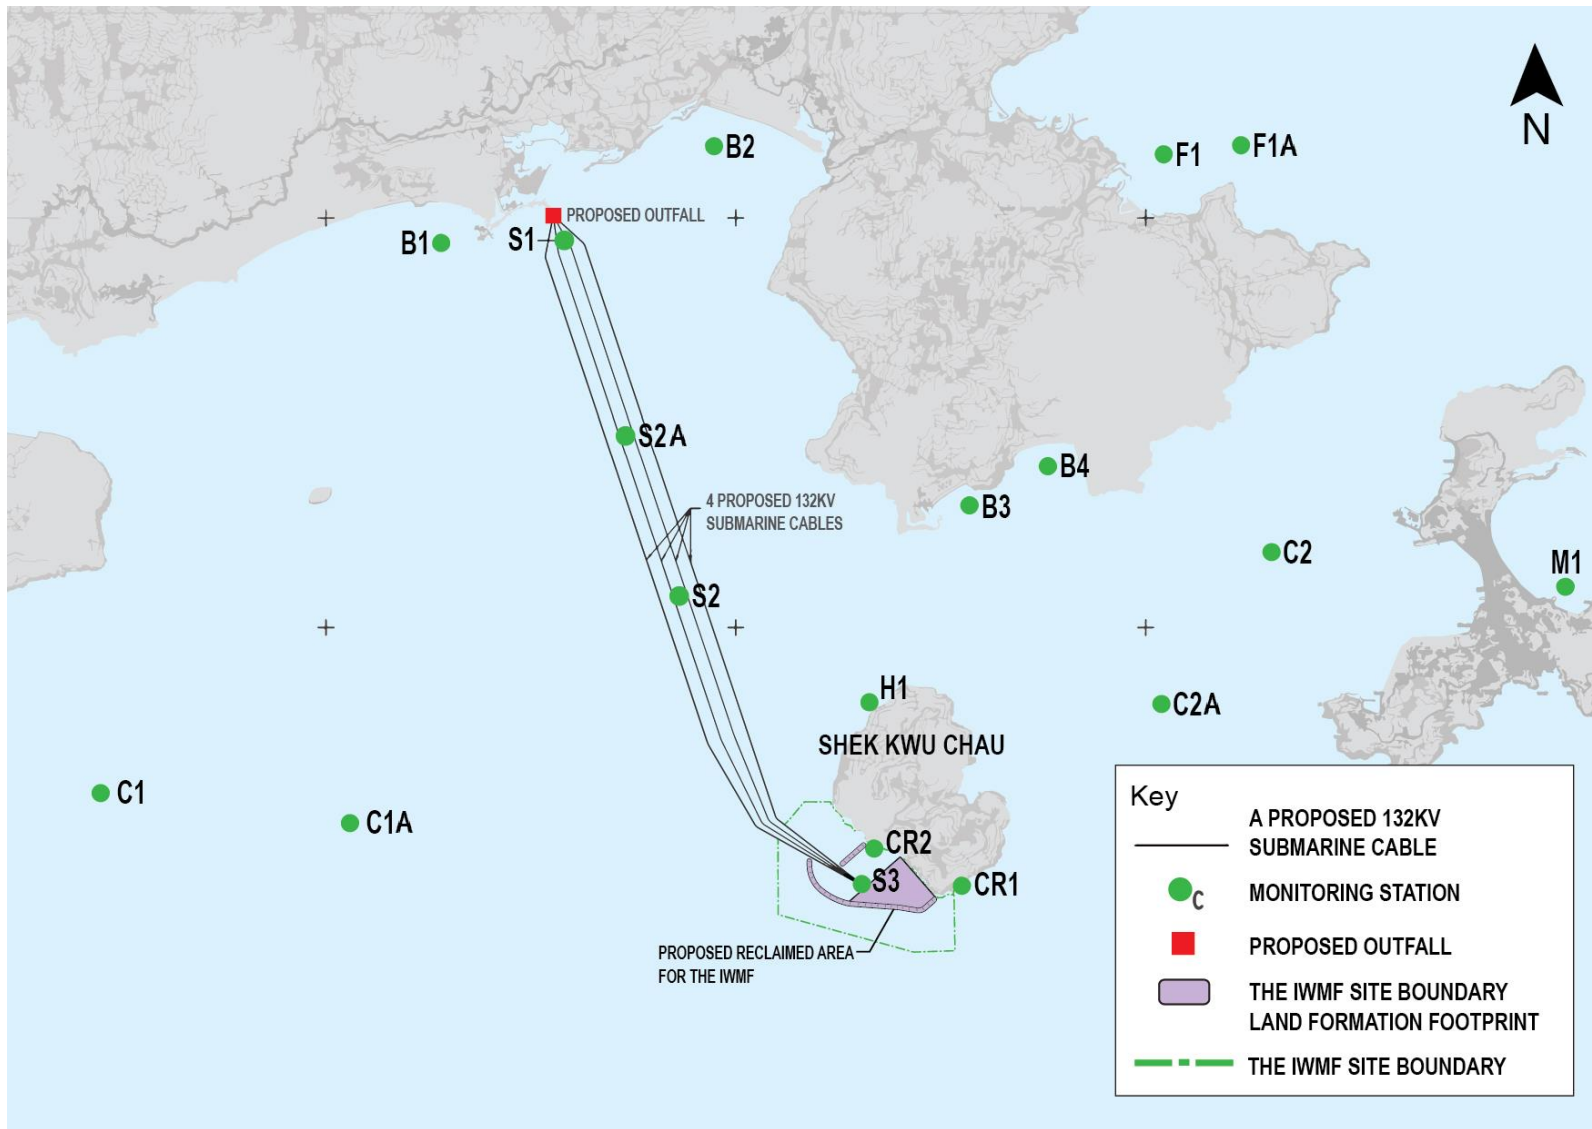 N
B2
F1
F1A
PROPOSED OUTFALL
B1
S1
S2A
B4
4 PROPOSED 132KV
SUBMARINE CABLES
B3
C2
M1
S2
H1
C2A
SHEK KWU CHAU
C1
C1A
CR2
S3
CR1
PROPOSED RECLAIMED AREA
FOR THE IWMF
Key
A PROPOSED 132KV
SUBMARINE CABLE
C
MONITORING STATION
PROPOSED OUTFALL
THE IWMF SITE BOUNDARY
LAND FORMATION FOOTPRINT
THE IWMF SITE BOUNDARY